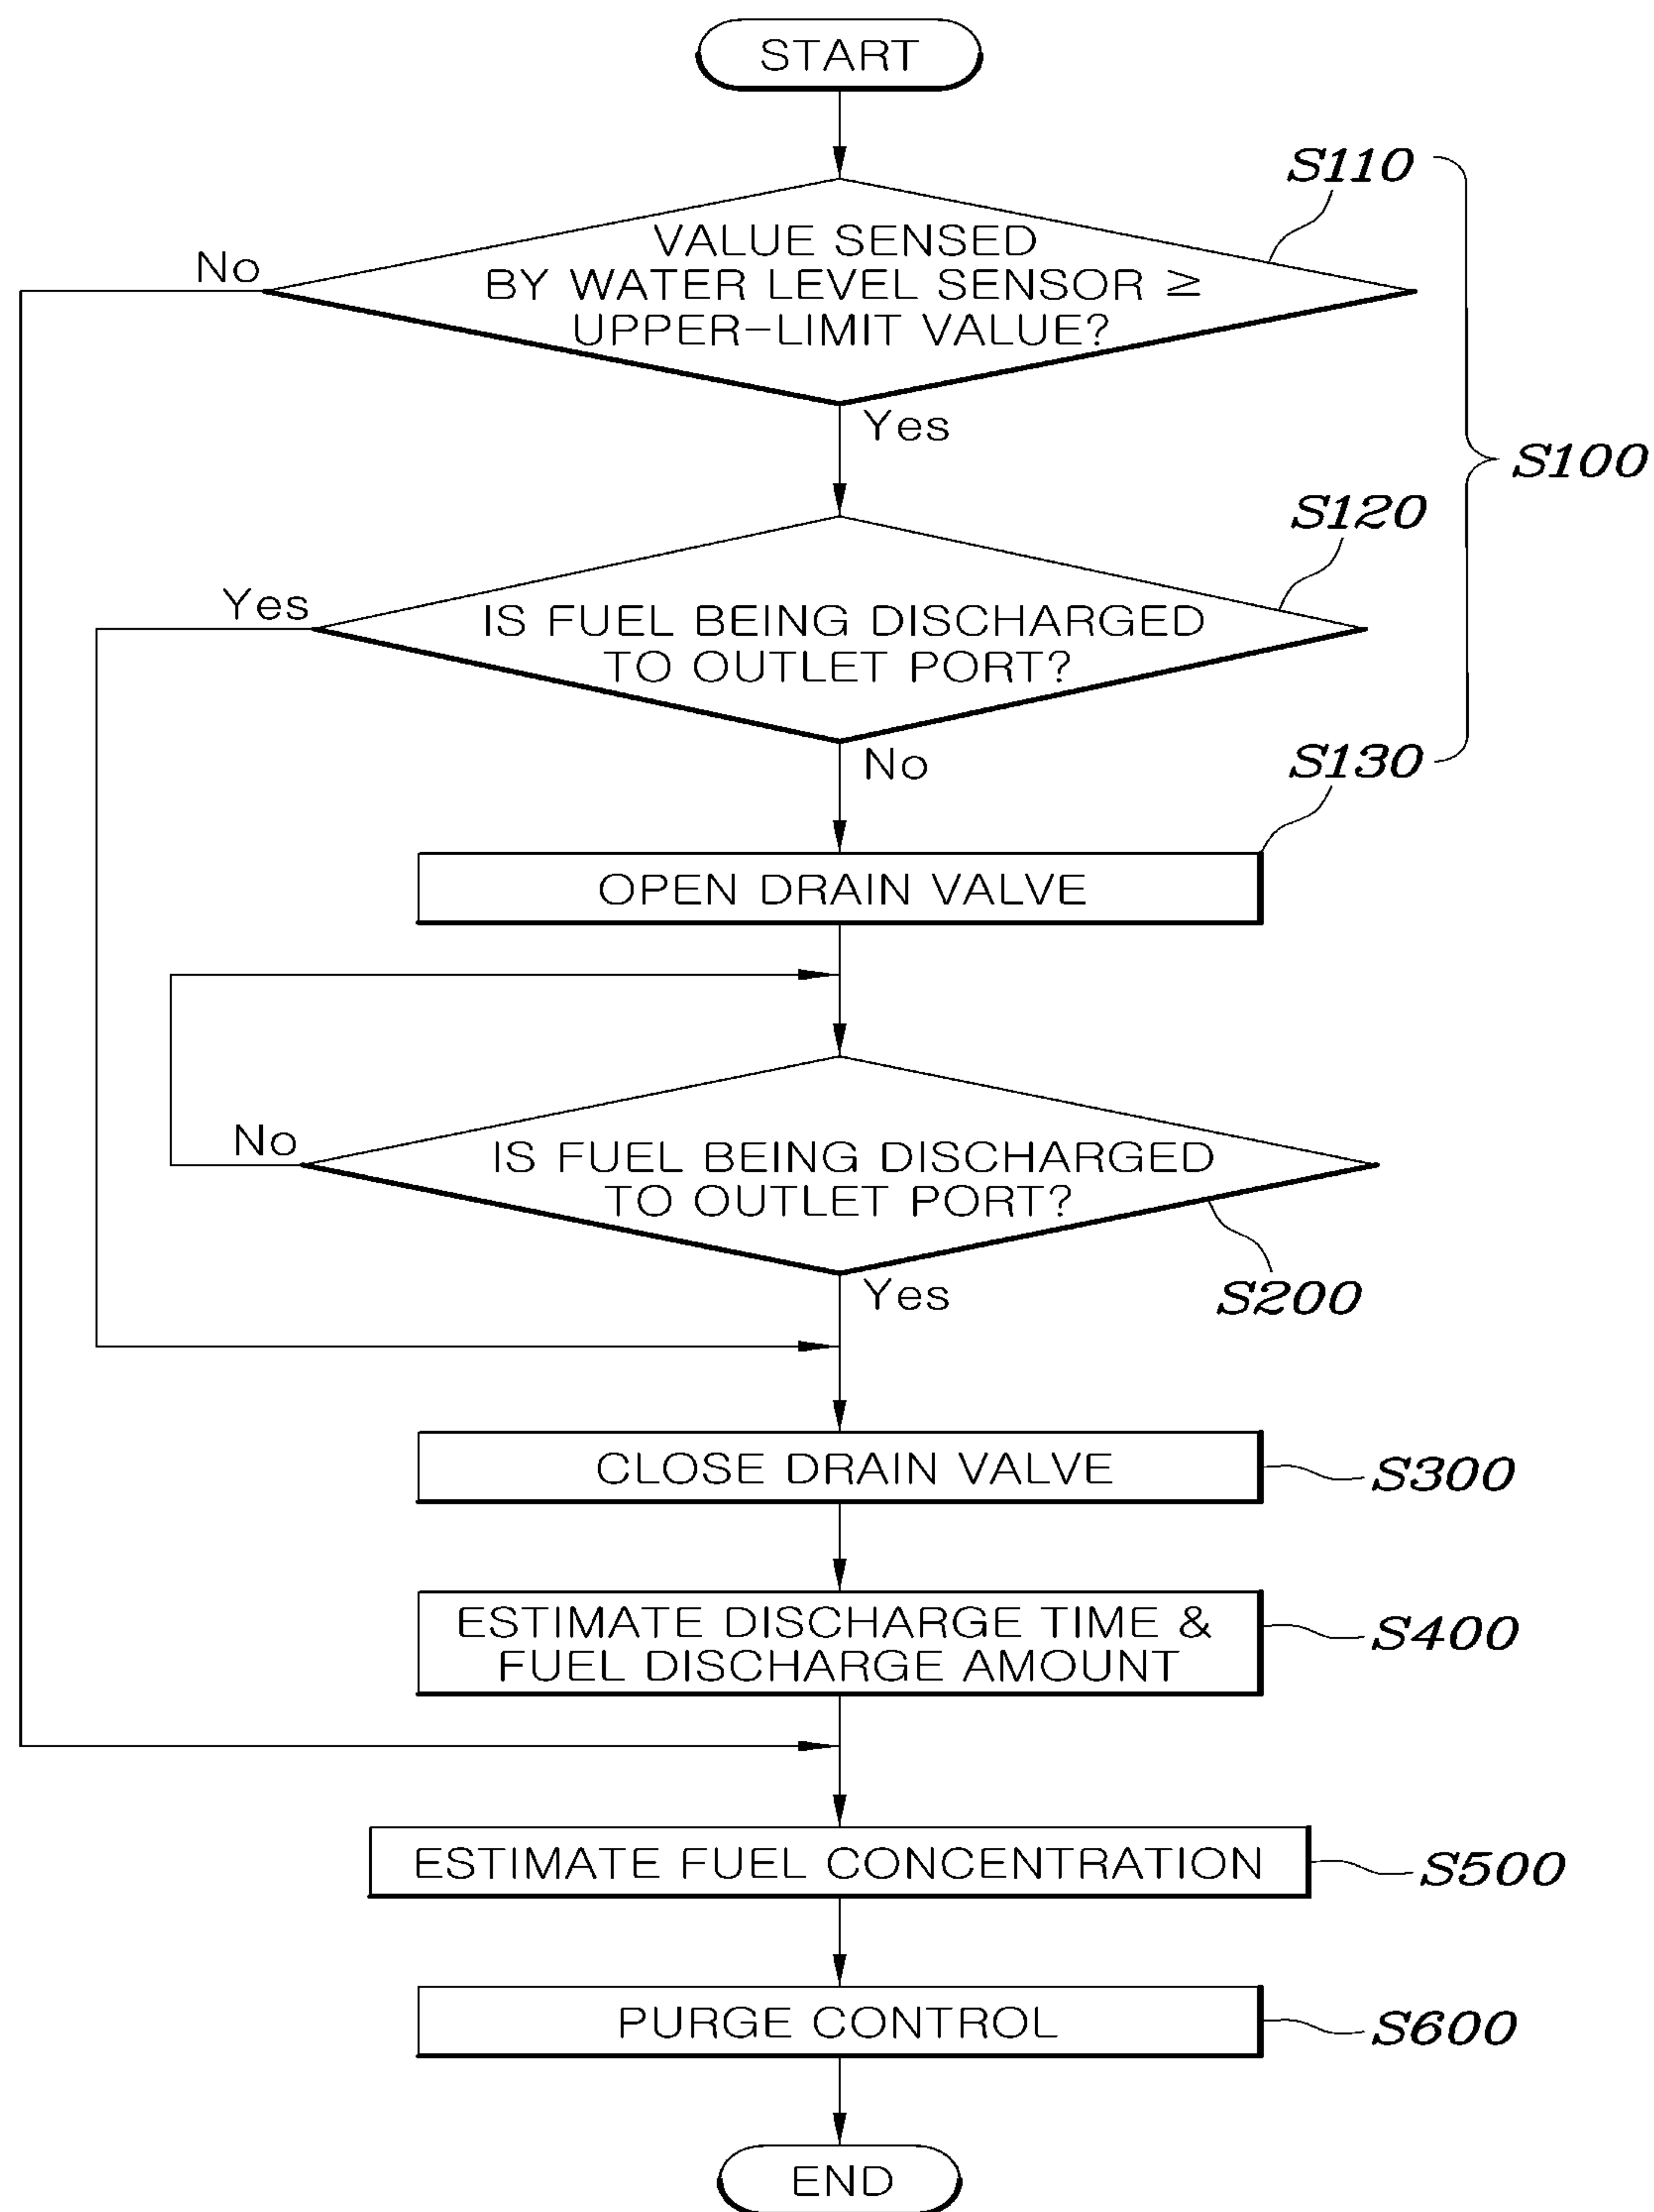 START
S110
No
VALUE SENSED
BY WATER LEVEL SENSOR ≥
UPPER-LIMIT VALUE?
Yes
S100
S120
Yes
IS FUEL BEING DISCHARGED
TO OUTLET PORT?
No
S130
OPEN DRAIN VALVE
No
IS FUEL BEING DISCHARGED
TO OUTLET PORT?
Yes
S200
CLOSE DRAIN VALVE
S300
ESTIMATE DISCHARGE TIME &
FUEL DISCHARGE AMOUNT
S400
ESTIMATE FUEL CONCENTRATION
S500
PURGE CONTROL
S600
END